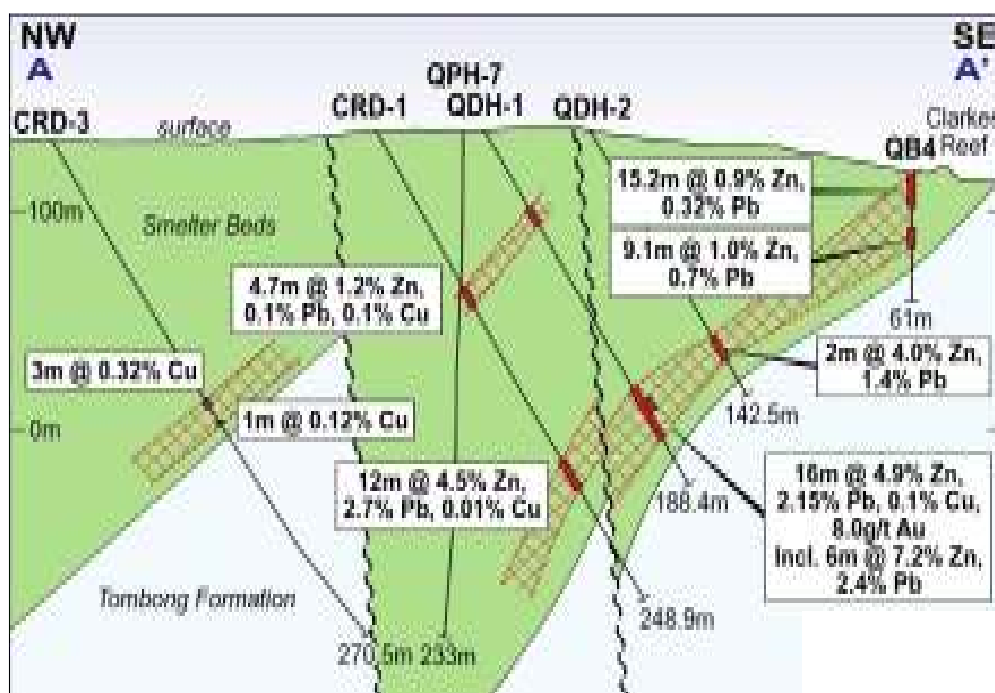 NW
A
SE
A'
QPH-7
CRD-3
surface
CRD-1
QDH-1
QDH-2
Clarkes
Reef
QB4
100m
Smelter Beds
15.2m @ 0.9% Zn,
0.32% Pb
9.1m @ 1.0% Zn,
0.7% Pb
4.7m @ 1.2% Zn,
0.1% Pb, 0.1% Cu
61m
3m @ 0.32% Cu
2m @ 4.0% Zn,
1.4% Pb
1m @ 0.12% Cu
0m
142.5m
12m @ 4.5% Zn,
2.7% Pb, 0.01% Cu
188.4m
16m @ 4.9% Zn,
2.15% Pb, 0.1% Cu,
8.0g/t Au
Incl. 6m @ 7.2% Zn,
2.4% Pb
Tombong Formation
248.9m
270.5m
233m